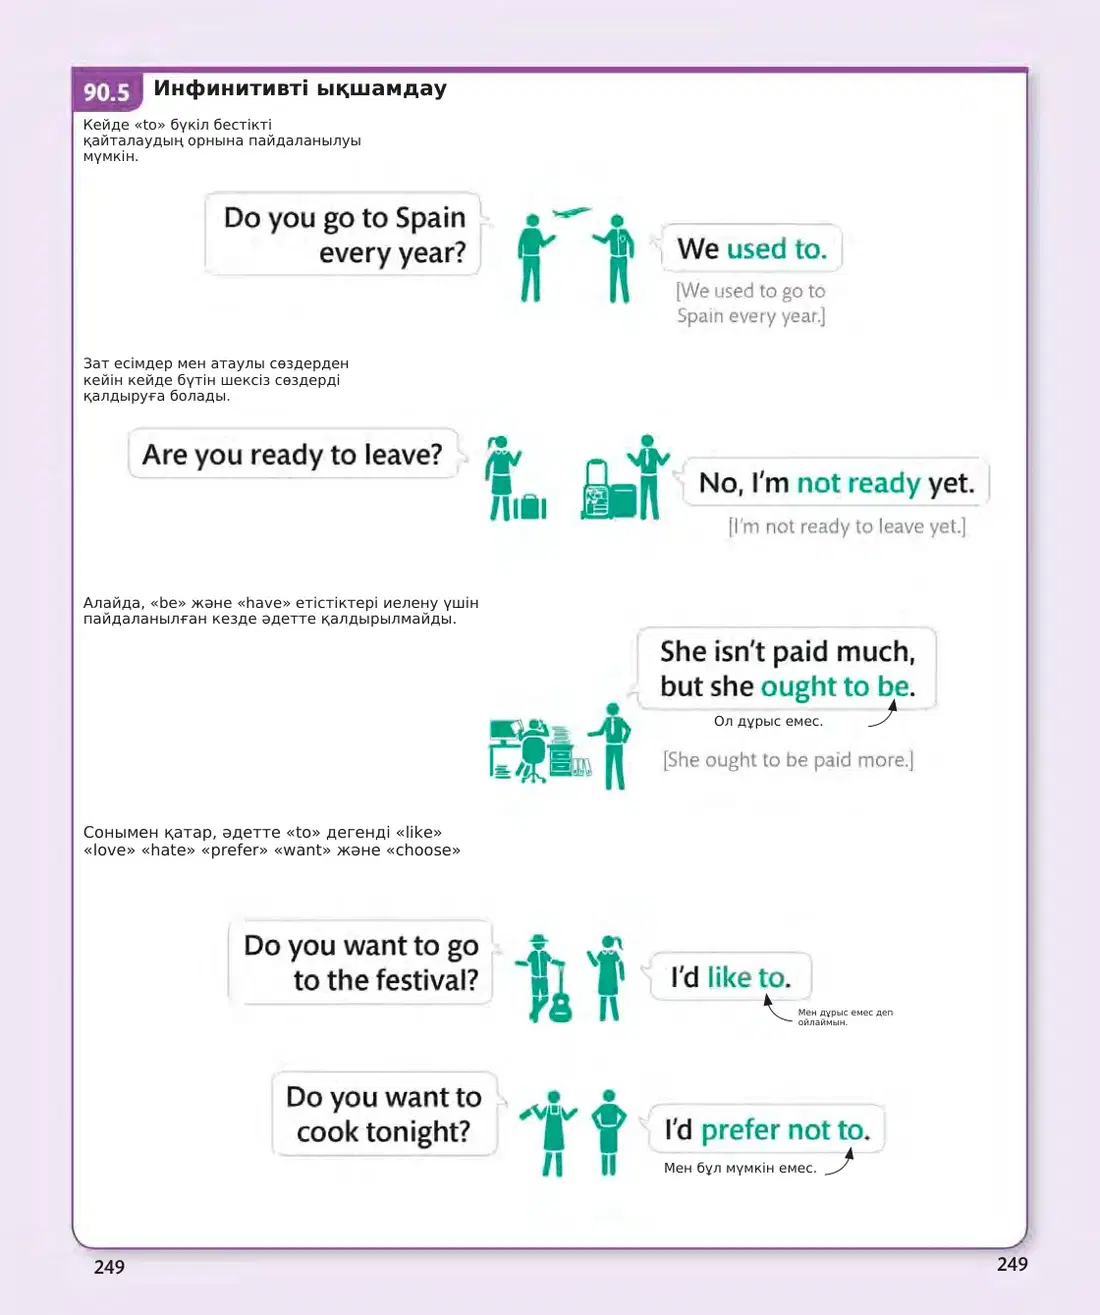 90.5 Инфинитивті ықшамдау
Кейде «to» бүкіл бестікті
қайталаудың орнына пайдаланылуы
мүмкін.
Do you go to Spain
every year?
We used to.
[We used to go to
Spain every year.]
Зат есімдер мен атаулы сөздерден
кейін кейде бүтін шексіз сөздерді
қалдыруға болады.
Are you ready to leave?
No, I'm not ready yet.
[I'm not ready to leave yet.]
Алайда, «be» және «have» етістіктері иелену үшін
пайдаланылған кезде әдетте қалдырылмайды.
She isn't paid much,
but she ought to be.
Ол дұрыс емес.
[She ought to be paid more.]
Сонымен қатар, әдетте «to» дегенді «like»
«love» «hate» «prefer» «want» және «choose»
Do you want to go
to the festival?
I'd like to.
Мен дұрыс емес деп
ойлаймын.
Do you want to
cook tonight?
I'd prefer not to.
Мен бұл мүмкін емес.
249
249